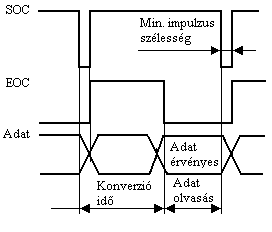 SOC
Min. impulzus
szélesség
EOC
Adat
Adat
érvényes
Konverzió
idő
Adat
olvasás